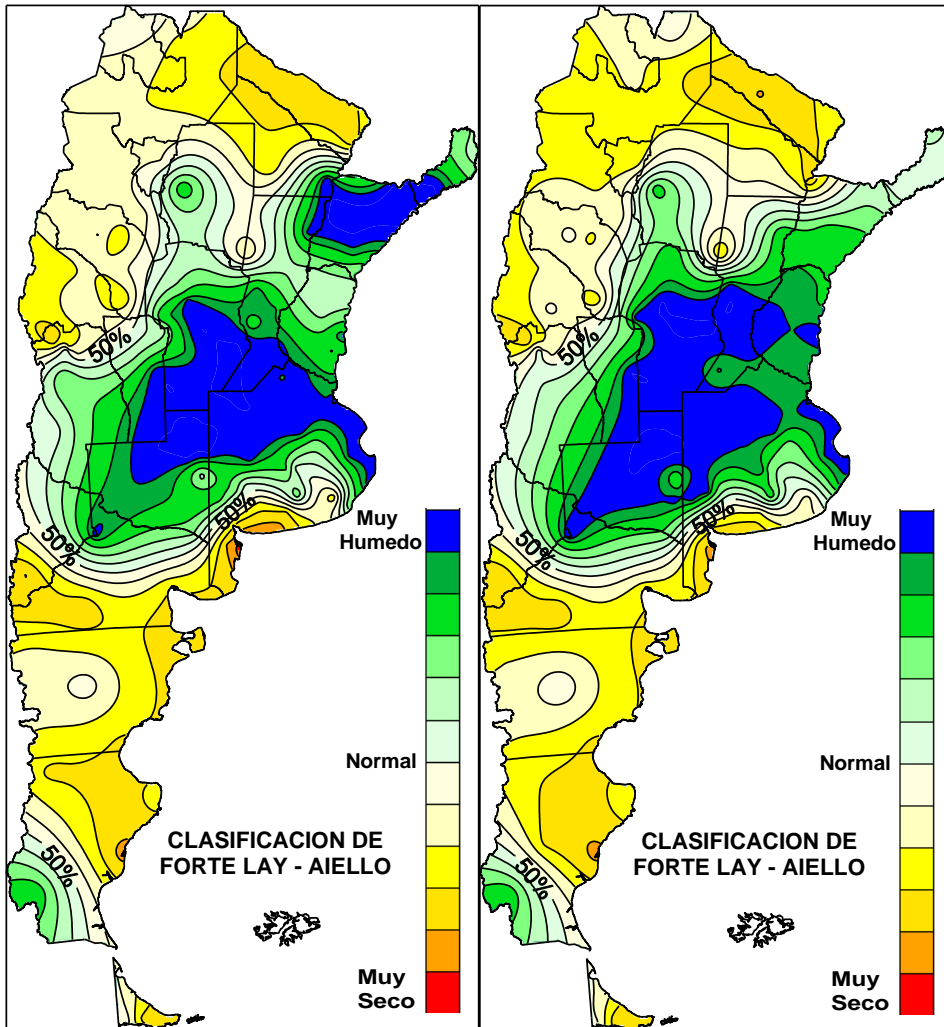 50%
50%
50%
50%
Muy
Humedo
Normal
CLASIFICACION DE
FORTE LAY - AIELLO
Muy
Seco
50%
50%
50%
50%
Muy
Humedo
Normal
CLASIFICACION DE
FORTE LAY - AIELLO
Muy
Seco